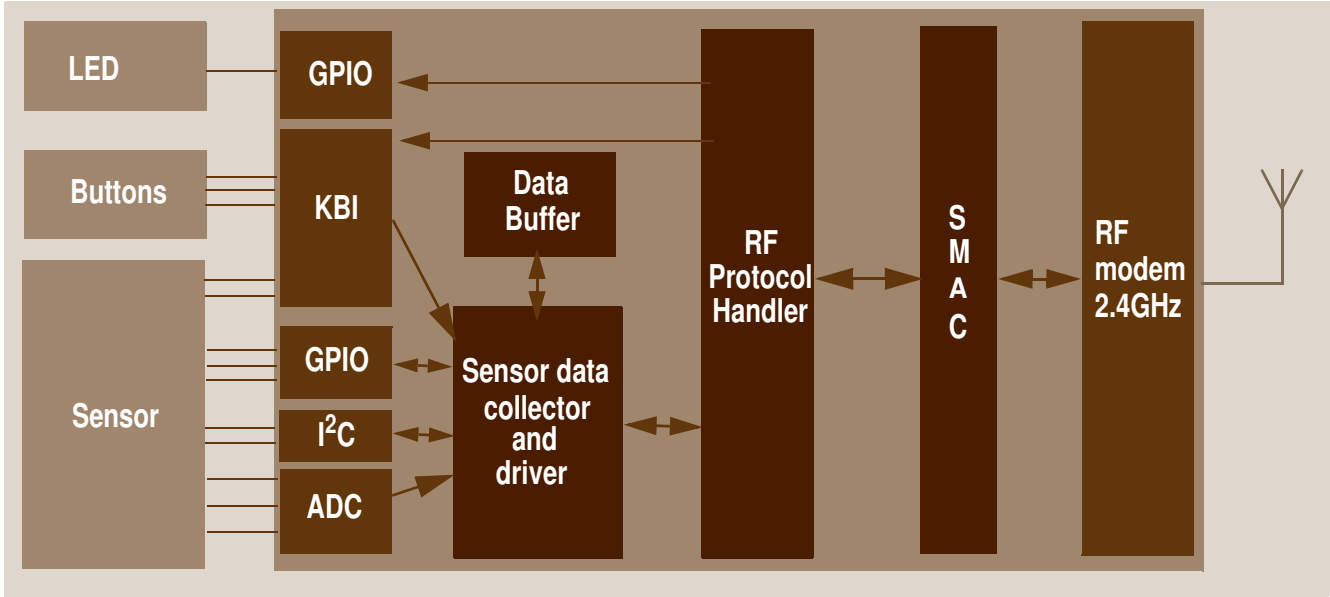 LED
Buttons
Sensor
GPIO
KBI
GPIO
I²C
ADC
Data
Buffer
Sensor data
collector
and
driver
RF
Protocol
Handler
S
M
A
C
RF
modem
2.4GHz